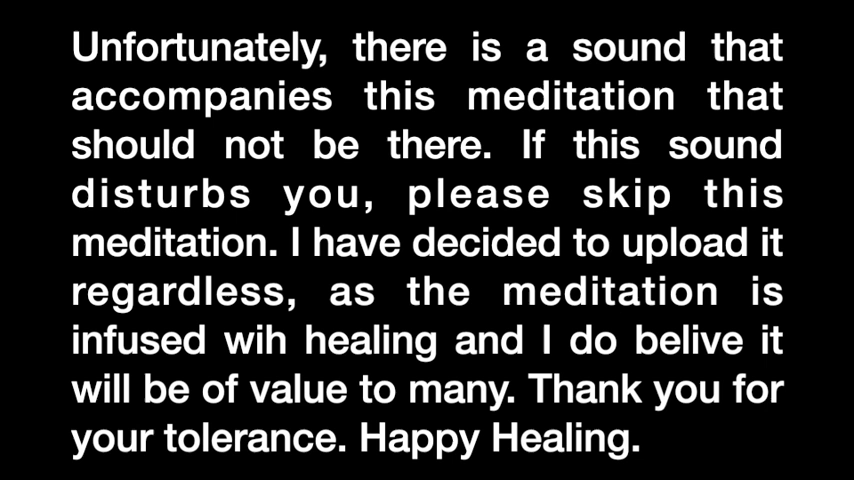 Unfortunately, there is a sound that
accompanies this meditation that
should not be there. If this sound
disturbs you, please skip this
meditation. I have decided to upload it
regardless, as the meditation is
infused wih healing and I do belive it
will be of value to many. Thank you for
your tolerance. Happy Healing.